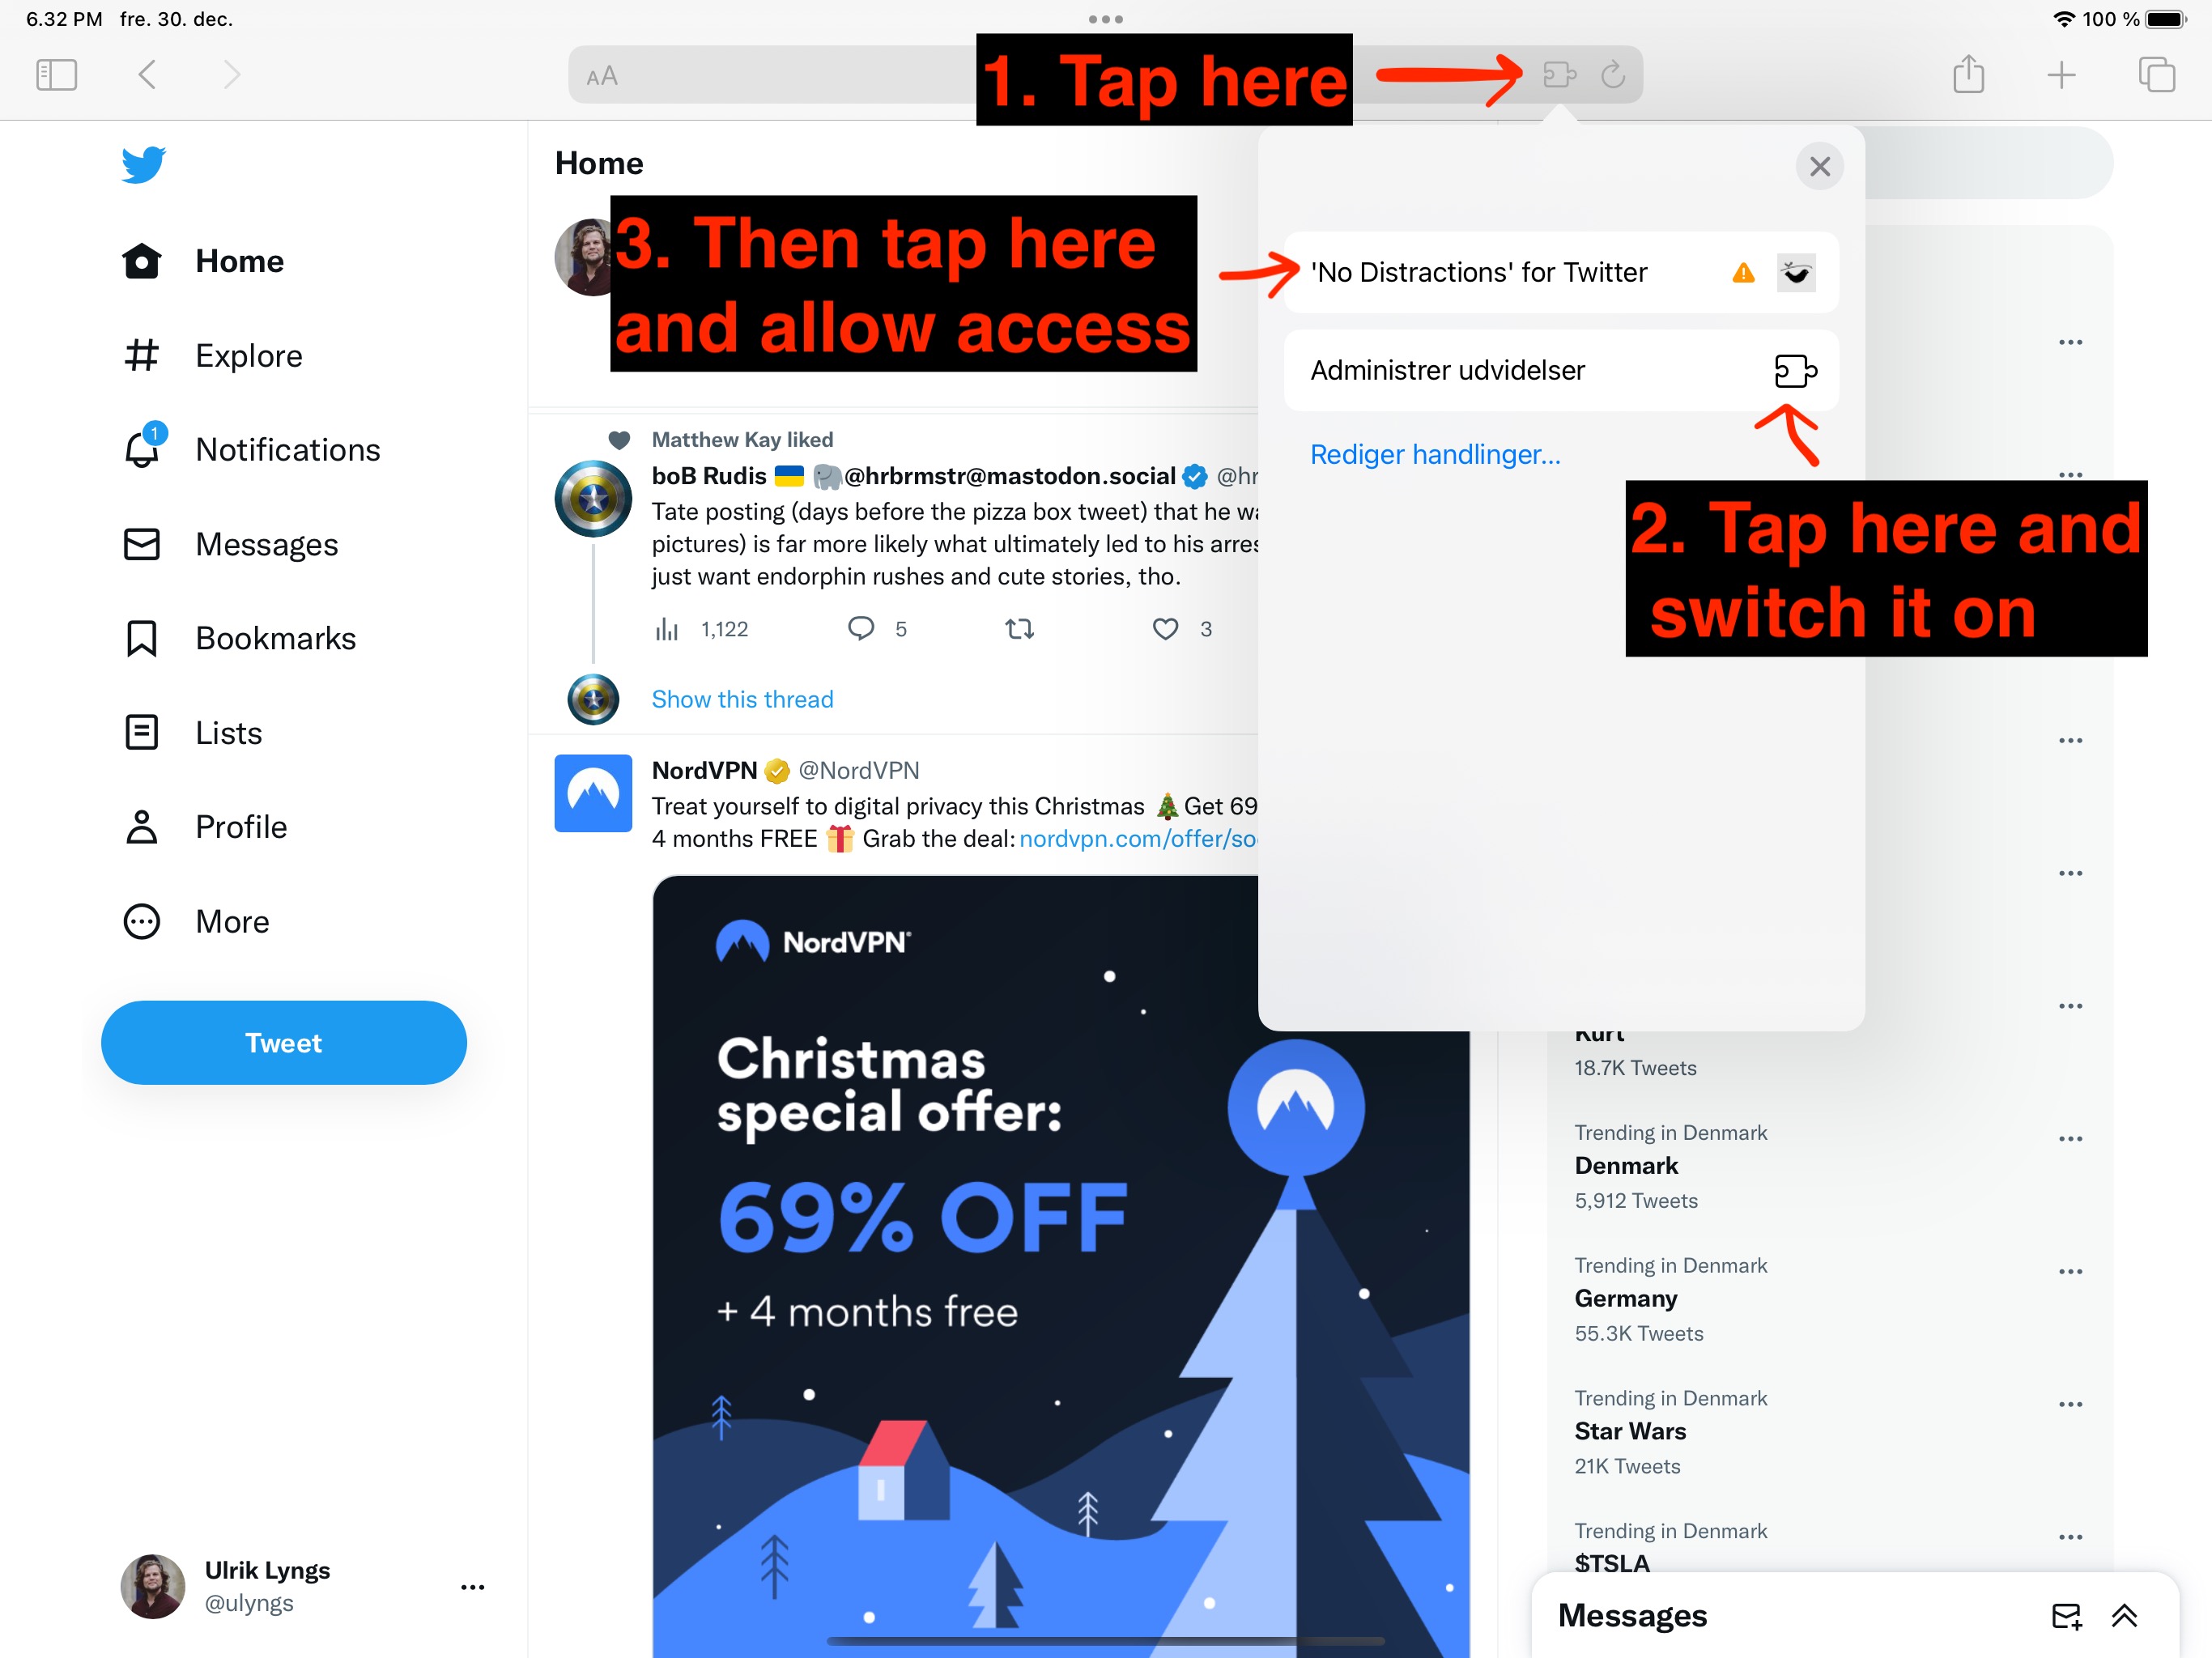 6.32 PM fre. 30. dec.
100 %
AA
1. Tap here
Home
3. Then tap here
and allow access
'No Distractions' for Twitter
Administrer udvidelser
Rediger handlinger...
2. Tap here and
switch it on
Home
Explore
1
Notifications
Messages
Bookmarks
Lists
Profile
More
Tweet
Ulrik Lyngs
@ulyngs
Matthew Kay liked
boB Rudis 🇺🇦 🐘@hrbrmstr@mastodon.social @hr
Tate posting (days before the pizza box tweet) that he
pictures) is far more likely what ultimately led to his
just want endorphin rushes and cute stories, tho.
1,122 5 3
Show this thread
NordVPN @NordVPN
Treat yourself to digital privacy this Christmas 🎄Get 69
4 months FREE 🎁 Grab the deal: nordvpn.com/offer/so
NordVPN®
Christmas
special offer:
69% OFF
+ 4 months free
Kurt
18.7K Tweets
Trending in Denmark
Denmark
5,912 Tweets
Trending in Denmark
Germany
55.3K Tweets
Trending in Denmark
Star Wars
21K Tweets
Trending in Denmark
$TSLA
Messages